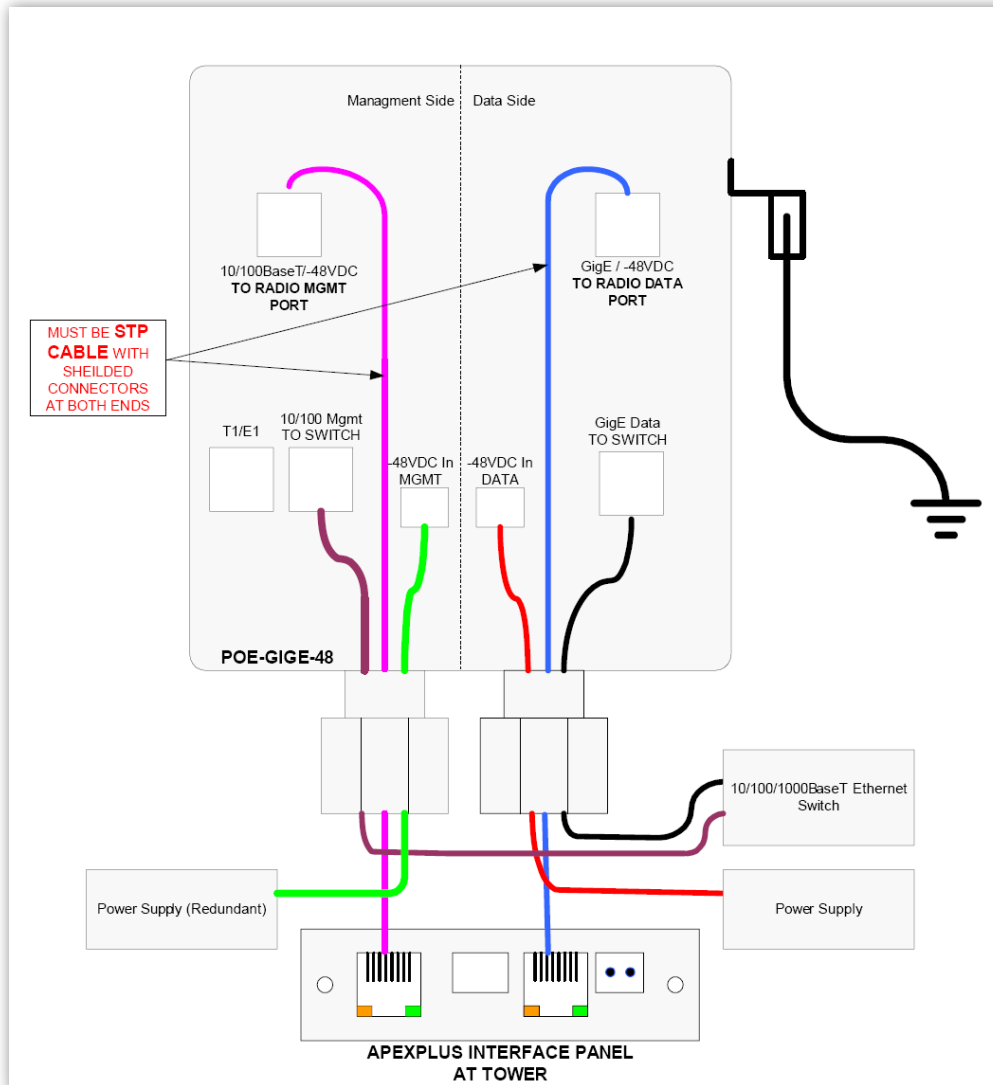 Managment Side
Data Side
10/100BaseT/-48VDC
TO RADIO MGMT
PORT
GigE / -48VDC
TO RADIO DATA
PORT
MUST BE STP
CABLE WITH
SHEILDED
CONNECTORS
AT BOTH ENDS
T1/E1
10/100 Mgmt
TO SWITCH
-48VDC In
MGMT
-48VDC In
DATA
GigE Data
TO SWITCH
POE-GIGE-48
10/100/1000BaseT Ethernet
Switch
Power Supply (Redundant)
Power Supply
APEXPLUS INTERFACE PANEL
AT TOWER